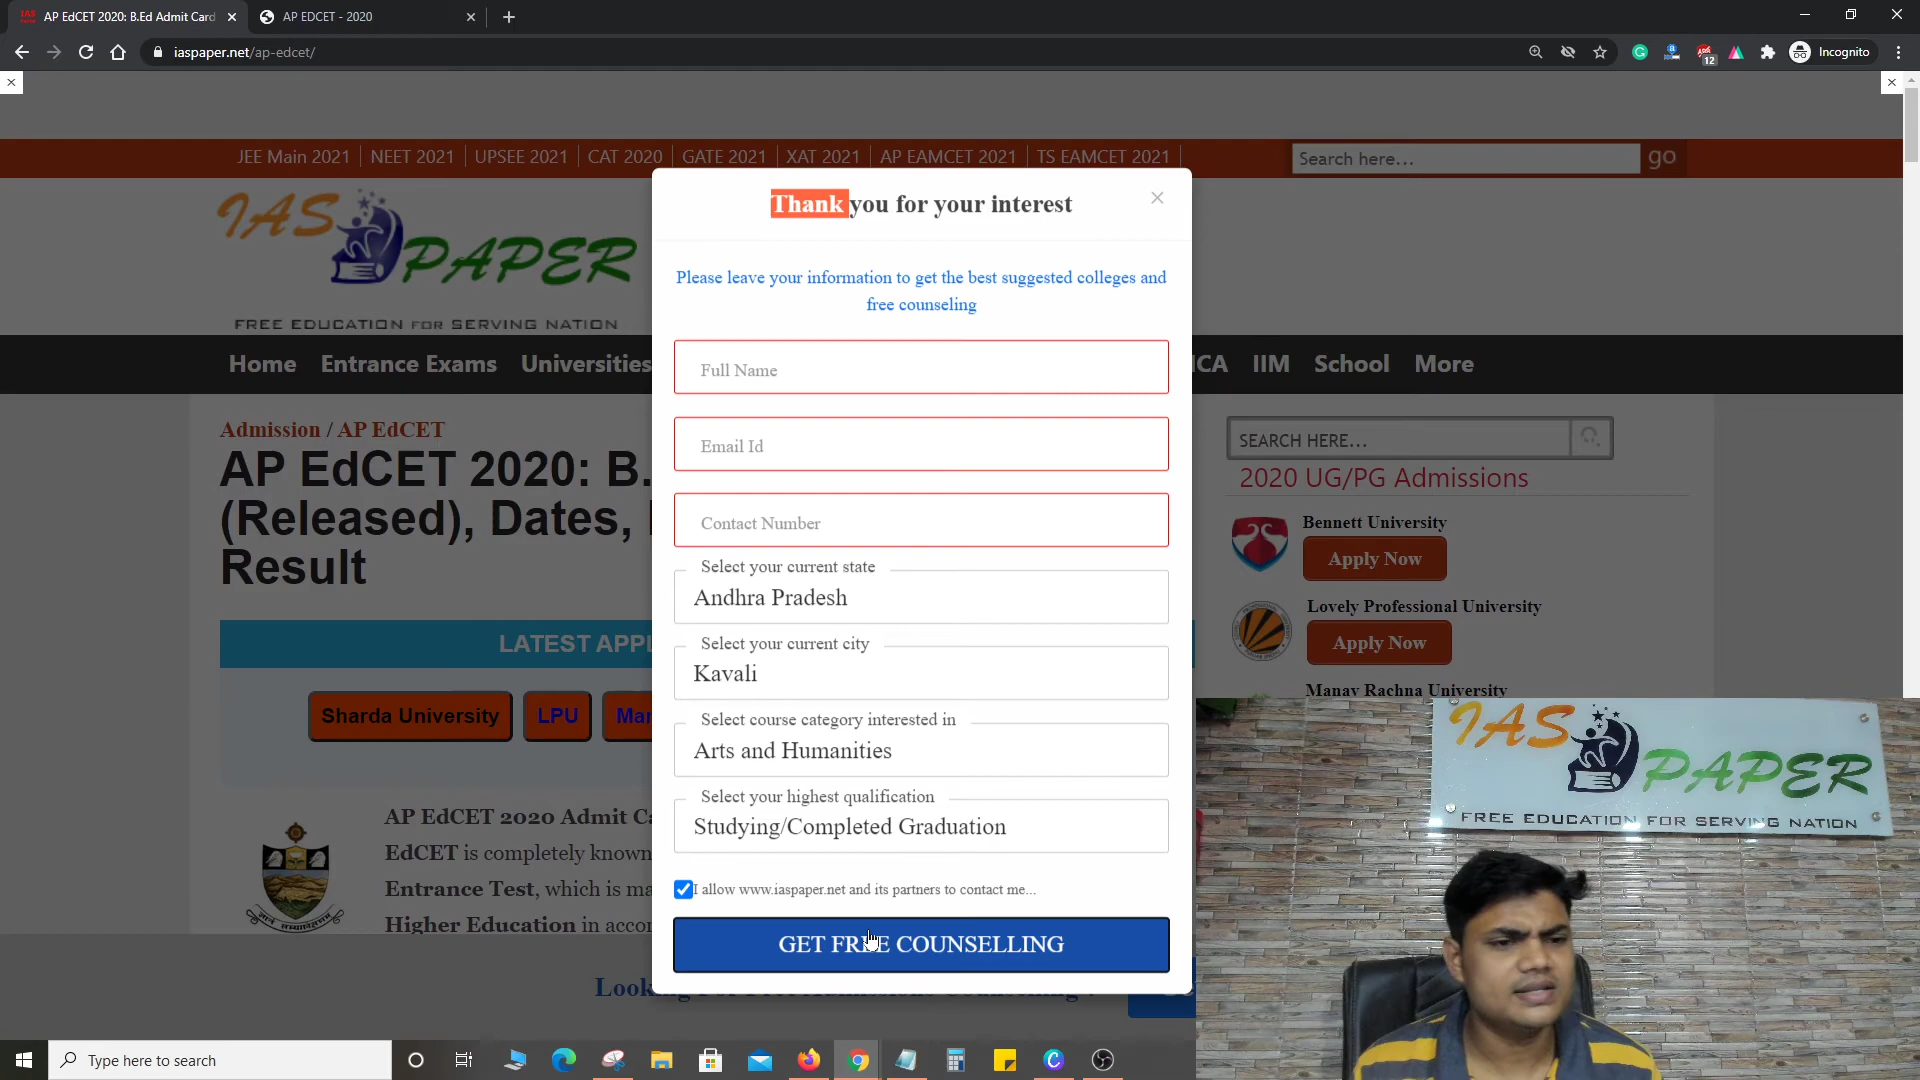 AP EdCET 2020: B.Ed Admit Card
AP EDCET - 2020
iaspaper.net/ap-edcet/
12
Incognito
JEE Main 2021 NEET 2021 UPSEE 2021 CAT 2020 GATE 2021 XAT 2021 AP EAMCET 2021 TS EAMCET 2021
Search here...
go
IAS
PAPER
FREE EDUCATION FOR SERVING NATION
Home Entrance Exams Universities CA IIM School More
Admission / AP EdCET
AP EdCET 2020: B.
(Released), Dates,
Result
LATEST APPL
Sharda University
LPU
Mar
AP EdCET 2020 Admit Ca
EdCET is completely known
Entrance Test, which is ma
Higher Education in accor
Thank you for your interest
Please leave your information to get the best suggested colleges and
free counseling
Full Name
Email Id
Contact Number
Select your current state
Andhra Pradesh
Select your current city
Kavali
Select course category interested in
Arts and Humanities
Select your highest qualification
Studying/Completed Graduation
I allow www.iaspaper.net and its partners to contact me...
GET FREE COUNSELLING
SEARCH HERE...
2020 UG/PG Admissions
Bennett University
Apply Now
Lovely Professional University
Apply Now
Manav Rachna University
IAS
PAPER
FREE EDUCATION FOR SERVING NATION
Type here to search